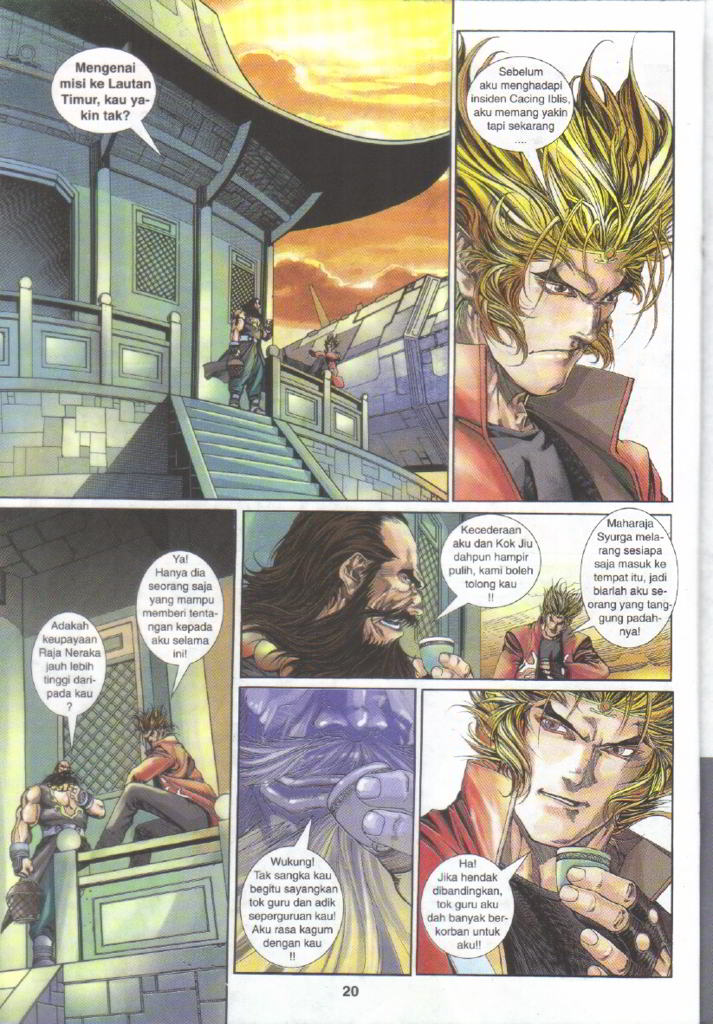 Mengenai
misi ke Lautan
Timur, kau ya-
kin tak?
Sebelum
aku menghadapi
insiden Cacing Iblis,
aku memang yakin
tapi sekarang
....
Ya!
Hanya dia
seorang saja
yang mampu
memberi tenta-
ngan kepada
aku selama
ini!
Adakah
keupayaan
Raja Neraka
jauh lebih
tinggi dari-
pada kau
?
Kecederaan
aku dan Kok Jiu
dahpun hampir
pulih, kami boleh
tolong kau
!!
Maharaja
Syurga mela-
rang sesiapa
saja masuk ke
tempat itu, jadi
biarlah aku se-
orang yang tang-
gung padah-
nya!
Wukung!
Tak sangka kau
begitu sayangkan
tok guru dan adik
seperguruan kau!
Aku rasa kagum
dengan kau
!!
Ha!
Jika hendak
dibandingkan,
tok guru aku
dah banyak ber-
korban untuk
aku!!
20